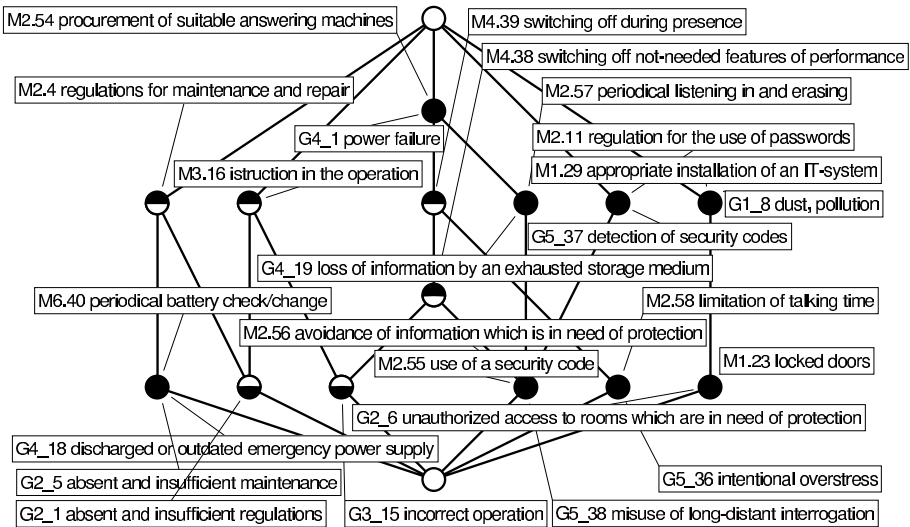 M2.54 procurement of suitable answering machines
M4.39 switching off during presence
M4.38 switching off not-needed features of performance
M2.4 regulations for maintenance and repair
M2.57 periodical listening in and erasing
G4_1 power failure
M2.11 regulation for the use of passwords
M3.16 istruction in the operation
M1.29 appropriate installation of an IT-system
G1_8 dust, pollution
G5_37 detection of security codes
G4_19 loss of information by an exhausted storage medium
M6.40 periodical battery check/change
M2.58 limitation of talking time
M2.56 avoidance of information which is in need of protection
M2.55 use of a security code
M1.23 locked doors
G2_6 unauthorized access to rooms which are in need of protection
G4_18 discharged or outdated emergency power supply
G2_5 absent and insufficient maintenance
G5_36 intentional overstress
G2_1 absent and insufficient regulations
G3_15 incorrect operation
G5_38 misuse of long-distant interrogation